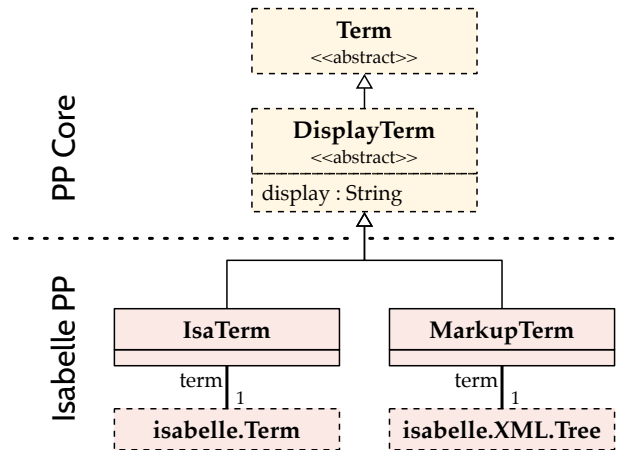 Term
<<abstract>>
PP Core
DisplayTerm
<<abstract>>
display : String
Isabelle PP
IsaTerm
MarkupTerm
term
1
term
1
isabelle.Term
isabelle.XML.Tree